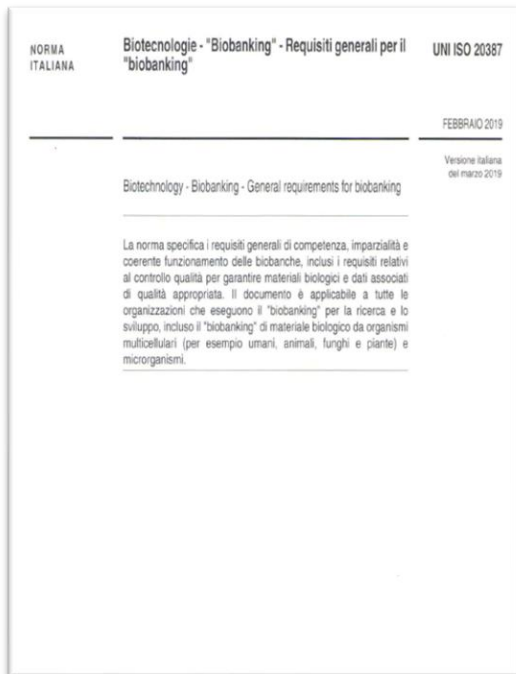 NORMA
ITALIANA
Biotecnologie - "Biobanking" - Requisiti generali per il
"biobanking"
UNI ISO 20387
FEBBRAIO 2019
Versione italiana
del marzo 2019
Biotechnology - Biobanking - General requirements for biobanking
La norma specifica i requisiti generali di competenza, imparzialità e
coerente funzionamento delle biobanche, inclusi i requisiti relativi
al controllo qualità per garantire materiali biologici e dati associati
di qualità appropriata. Il documento è applicabile a tutte le
organizzazioni che eseguono il "biobanking" per la ricerca e lo
sviluppo, incluso il "biobanking" di materiale biologico da organismi
multicellulari (per esempio umani, animali, funghi e piante) e
microrganismi.